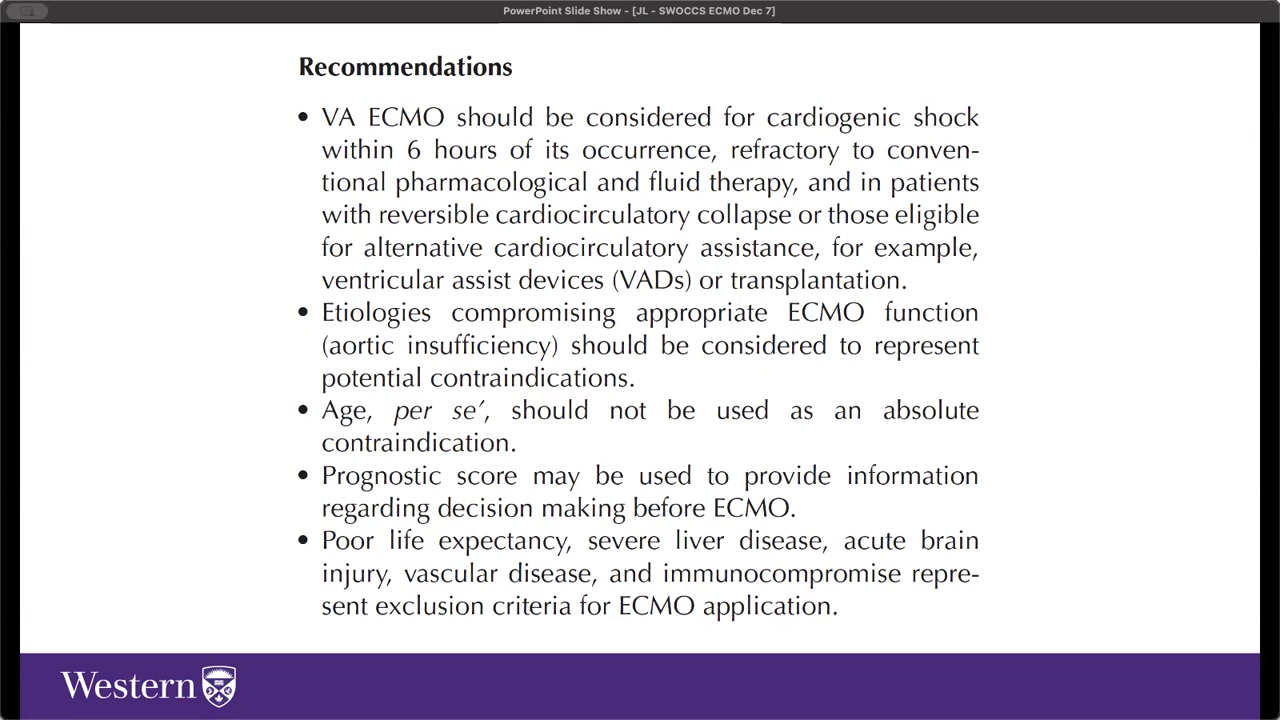 PowerPoint Slide Show - [JL - SWOCCS ECMO Dec 7]
Recommendations
• VA ECMO should be considered for cardiogenic shock
within 6 hours of its occurrence, refractory to conven-
tional pharmacological and fluid therapy, and in patients
with reversible cardiocirculatory collapse or those eligible
for alternative cardiocirculatory assistance, for example,
ventricular assist devices (VADs) or transplantation.
• Etiologies compromising appropriate ECMO function
(aortic insufficiency) should be considered to represent
potential contraindications.
• Age, per se’, should not be used as an absolute
contraindication.
• Prognostic score may be used to provide information
regarding decision making before ECMO.
• Poor life expectancy, severe liver disease, acute brain
injury, vascular disease, and immunocompromise repre-
sent exclusion criteria for ECMO application.
Western